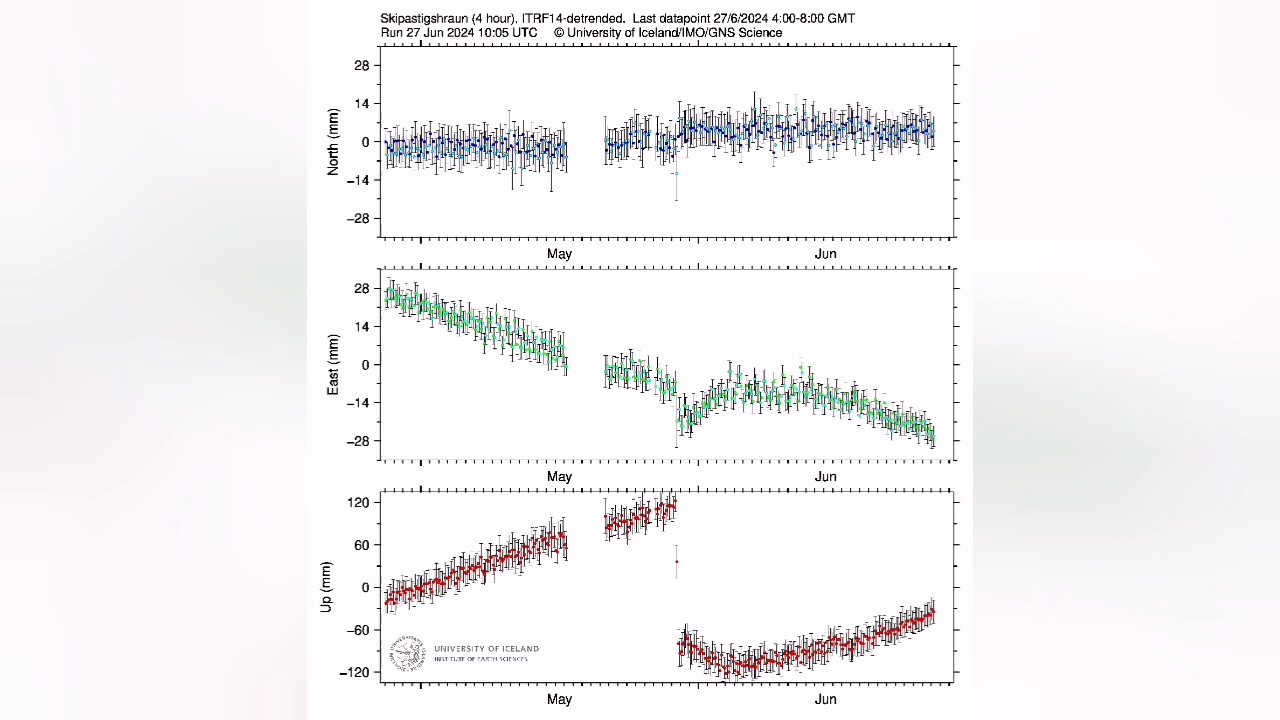 Skipastigshraun (4 hour), ITRF14-detrended. Last datapoint 27/6/2024 4:00-8:00 GMT
Run 27 Jun 2024 10:05 UTC © University of Iceland/IMO/GNS Science
28
14
0
−14
−28
North (mm)
May Jun
28
14
0
−14
−28
East (mm)
May Jun
120
60
0
−60
−120
Up (mm)
UNIVERSITY OF ICELAND
INSTITUTE OF EARTH SCIENCES
May Jun